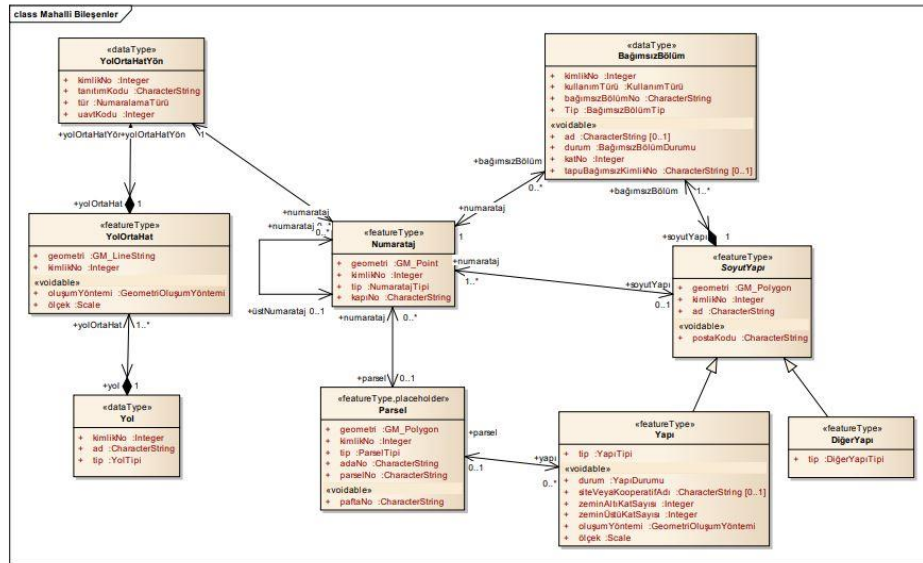 class Mahalli Bileşenler
«dataType»
YolOrtaHatYön
+ kimlikNo :Integer
+ tanıtımKodu :CharacterString
+ tür :NumaralamaTürü
+ uavtKodu :Integer
+yolOrtaHatYön
+yolOrtaHatYön
1
+yolOrtaHat
1
«featureType»
YolOrtaHat
+ geometri :GM_LineString
+ kimlikNo :Integer
«voidable»
+ oluşumYöntemi :GeometriOluşumYöntemi
+ ölçek :Scale
+yolOrtaHat
1..*
+yol
1
«dataType»
Yol
+ kimlikNo :Integer
+ ad :CharacterString
+ tip :YolTipi
+numarataj
+numarataj
0..*
«featureType»
Numarataj
+ geometri :GM_Point
+ kimlikNo :Integer
+ tip :NumaratajTipi
+ kapıNo :CharacterString
+üstNumarataj 0..1
+numarataj
0..*
+parsel
0..1
«featureType,placeholder»
Parsel
+ geometri :GM_Polygon
+ kimlikNo :Integer
+ tip :ParselTipi
+ adaNo :CharacterString
+ parselNo :CharacterString
«voidable»
+ paftaNo :CharacterString
«dataType»
BağımsızBölüm
+ kimlikNo :Integer
+ kullanımTürü :KullanımTürü
+ bağımsızBölümNo :CharacterString
+ Tip :BağımsızBölümTip
«voidable»
+ ad :CharacterString [0..1]
+ durum :BağımsızBölümDurumu
+ katNo :Integer
+ tapuBağımsızKimlikNo :CharacterString [0..1]
+bağımsızBölüm
0..*
+numarataj
1
+bağımsızBölüm
1..*
+soyutYapı
1
+numarataj
1..*
+soyutYapı
0..1
«featureType»
SoyutYapı
+ geometri :GM_Polygon
+ kimlikNo :Integer
+ ad :CharacterString
«voidable»
+ postaKodu :CharacterString
+parsel
0..1
+yapı
0..*
«featureType»
Yapı
+ tip :YapıTipi
«voidable»
+ durum :YapıDurumu
+ siteVeyaKooperatifAdı :CharacterString [0..1]
+ zeminAltıKatSayısı :Integer
+ zeminÜstüKatSayısı :Integer
+ oluşumYöntemi :GeometriOluşumYöntemi
+ ölçek :Scale
«featureType»
DiğerYapı
+ tip :DiğerYapıTipi